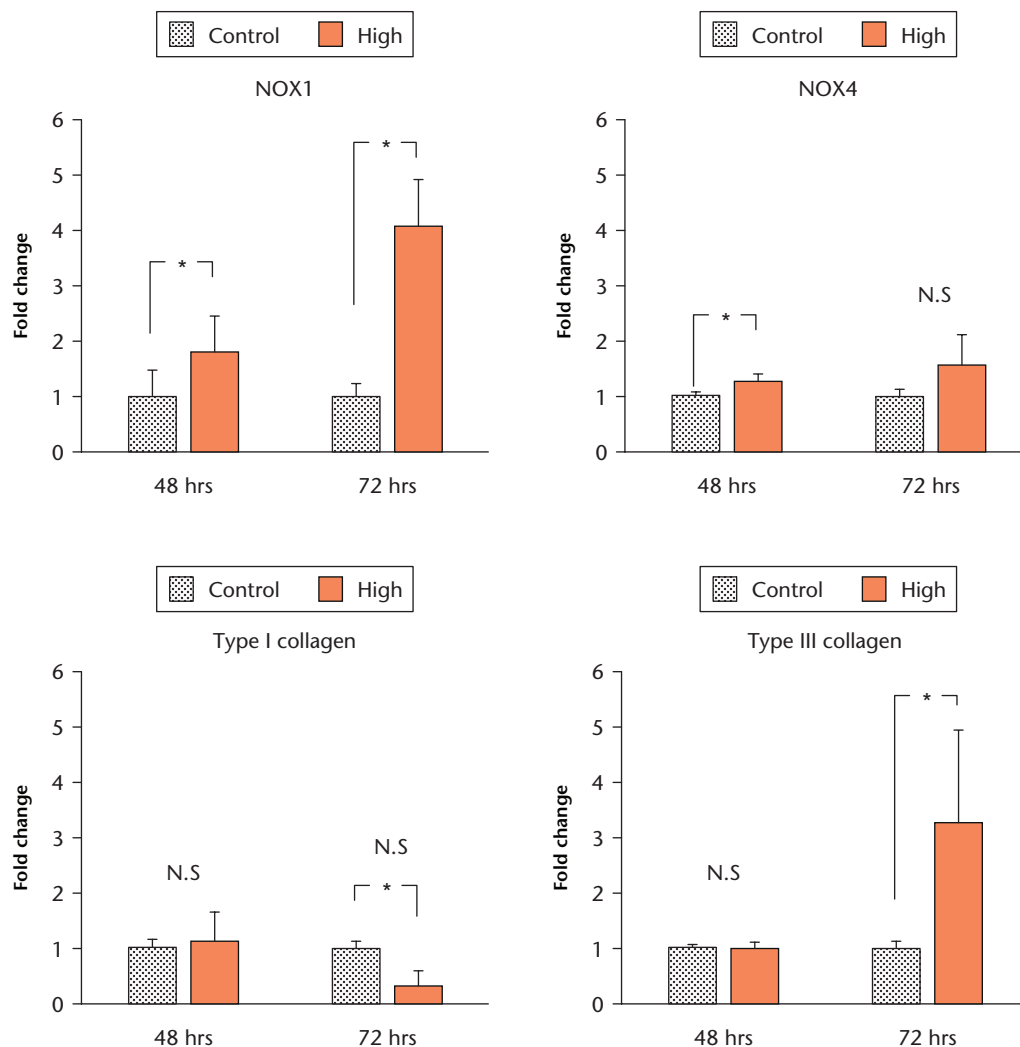 Control High
NOX1
6
5
4
3
2
1
0
Fold change
*
*
48 hrs 72 hrs
Control High
NOX4
6
5
4
3
2
1
0
Fold change
*
N.S
48 hrs 72 hrs
Control High
Type I collagen
6
5
4
3
2
1
0
Fold change
N.S
N.S
*
48 hrs 72 hrs
Control High
Type III collagen
6
5
4
3
2
1
0
Fold change
N.S
*
48 hrs 72 hrs